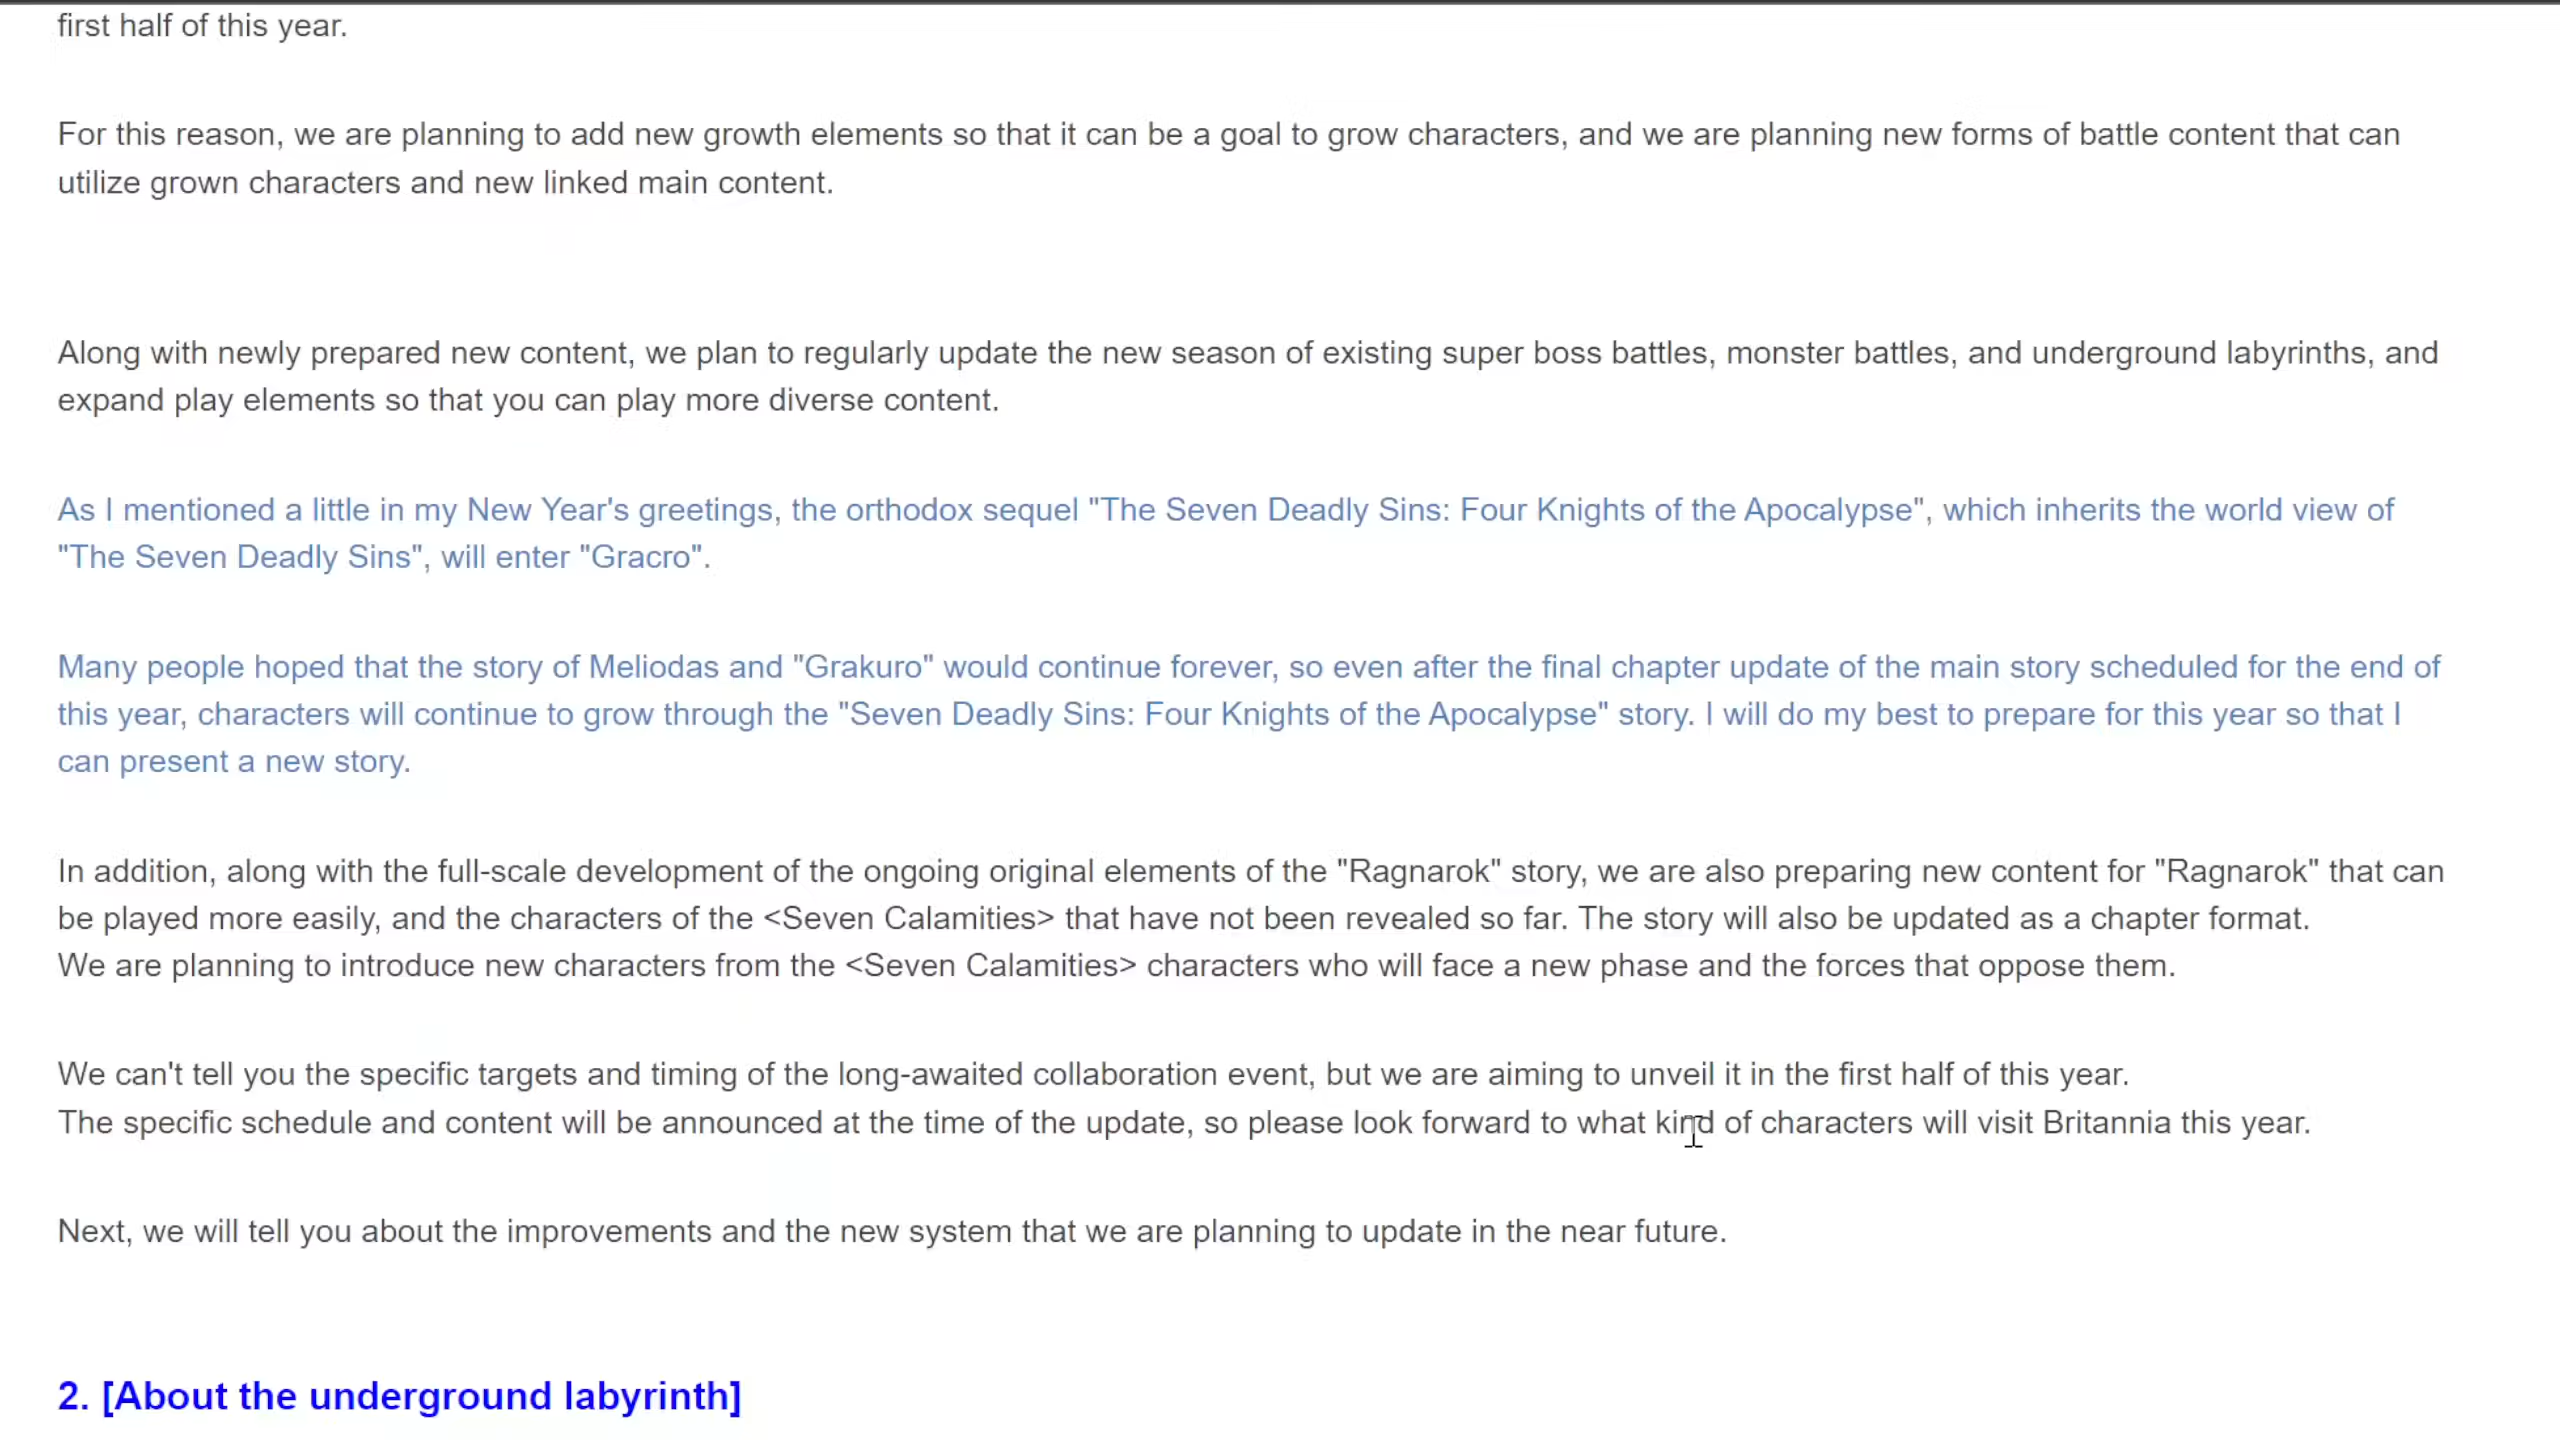 first half of this year.
For this reason, we are planning to add new growth elements so that it can be a goal to grow characters, and we are planning new forms of battle content that can
utilize grown characters and new linked main content.
Along with newly prepared new content, we plan to regularly update the new season of existing super boss battles, monster battles, and underground labyrinths, and
expand play elements so that you can play more diverse content.
As I mentioned a little in my New Year's greetings, the orthodox sequel "The Seven Deadly Sins: Four Knights of the Apocalypse", which inherits the world view of
"The Seven Deadly Sins", will enter "Gracro".
Many people hoped that the story of Meliodas and "Grakuro" would continue forever, so even after the final chapter update of the main story scheduled for the end of
this year, characters will continue to grow through the "Seven Deadly Sins: Four Knights of the Apocalypse" story. I will do my best to prepare for this year so that I
can present a new story.
In addition, along with the full-scale development of the ongoing original elements of the "Ragnarok" story, we are also preparing new content for "Ragnarok" that can
be played more easily, and the characters of the <Seven Calamities> that have not been revealed so far. The story will also be updated as a chapter format.
We are planning to introduce new characters from the <Seven Calamities> characters who will face a new phase and the forces that oppose them.
We can't tell you the specific targets and timing of the long-awaited collaboration event, but we are aiming to unveil it in the first half of this year.
The specific schedule and content will be announced at the time of the update, so please look forward to what kind of characters will visit Britannia this year.
Next, we will tell you about the improvements and the new system that we are planning to update in the near future.
2. [About the underground labyrinth]